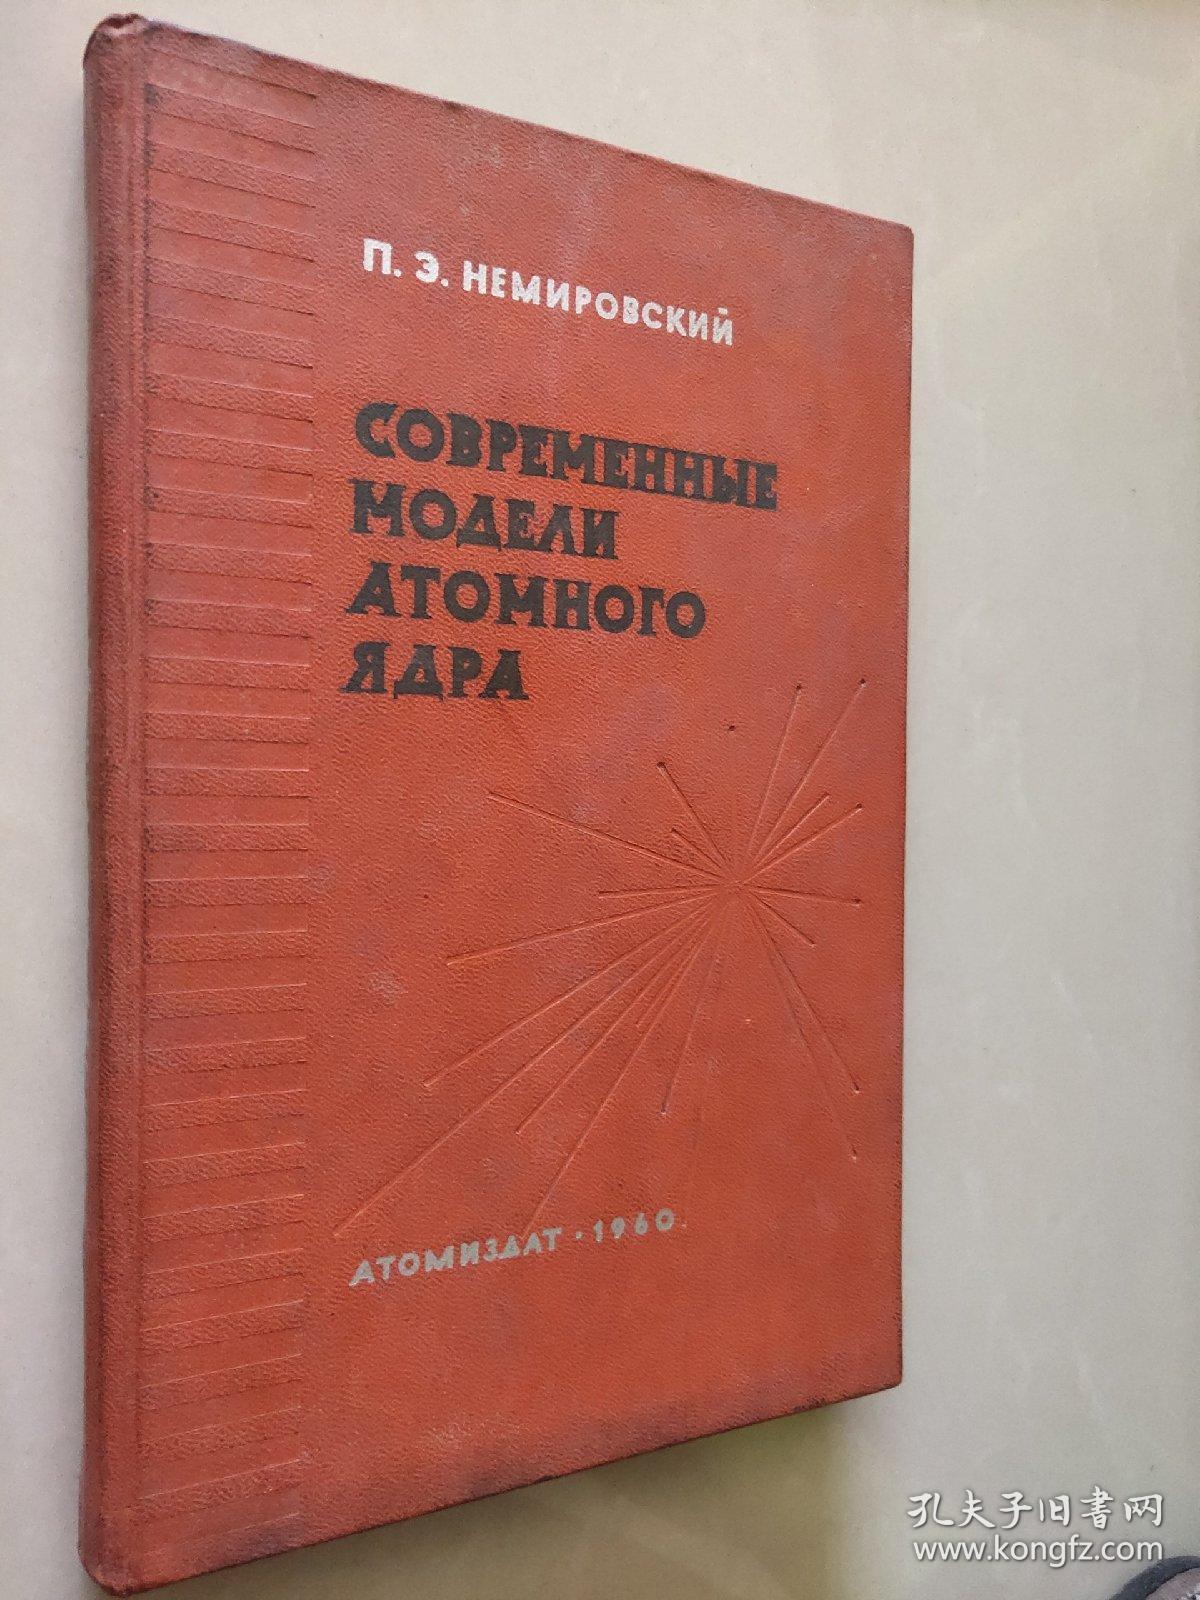 П. Э. НЕМИРОВСКИЙ
СОВРЕМЕННЫЕ
МОДЕЛИ
АТОМНОГО
ЯДРА
АТОМИЗДАТ · 1960
孔夫子旧书网
www.kongfz.com